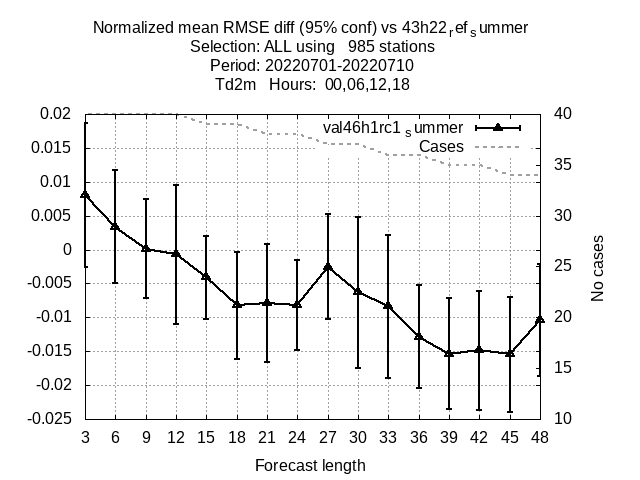 Normalized mean RMSE diff (95% conf) vs 43h22refsummer
Selection: ALL using   985 stations
Period: 20220701-20220710
Td2m   Hours:  00,06,12,18
val46h1rc1summer
Cases
0.02
0.015
0.01
0.005
0
-0.005
-0.01
-0.015
-0.02
-0.025
40
35
30
25
20
15
10
No cases
3 6 9 12 15 18 21 24 27 30 33 36 39 42 45 48
Forecast length